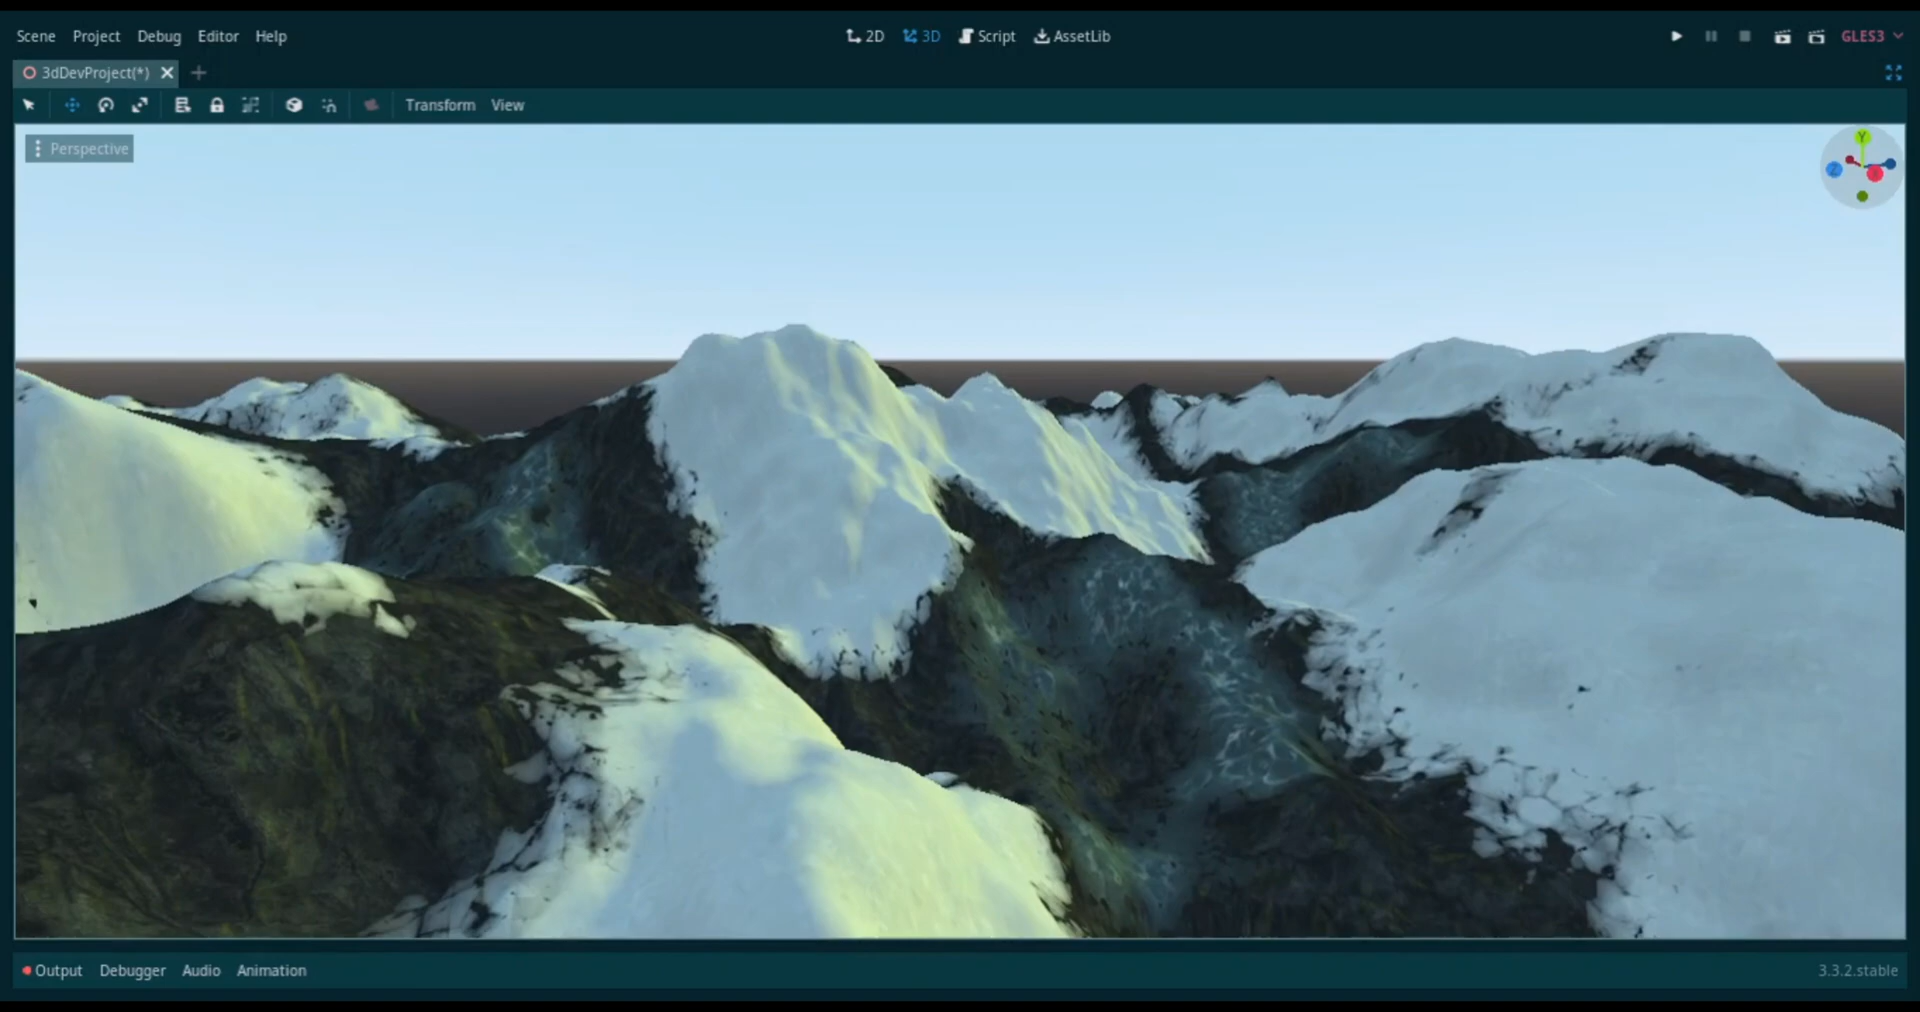 Scene Project Debug Editor Help 2D 3D Script AssetLib GLES3
3dDevProject(*)
Transform View
Perspective
Y
Z
Output Debugger Audio Animation 3.3.2.stable